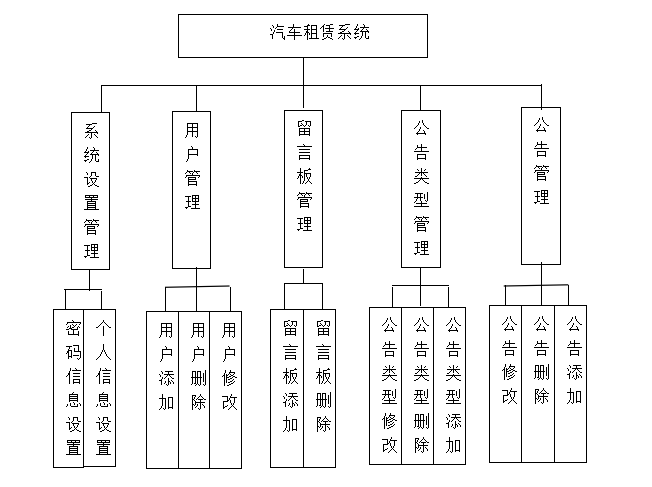 汽车租赁系统
系统设置管理
用户管理
留言板管理
公告类型管理
公告管理
密码信息设置
个人信息设置
用户添加
用户删除
用户修改
留言板添加
留言板删除
公告类型修改
公告类型删除
公告类型添加
公告修改
公告删除
公告添加